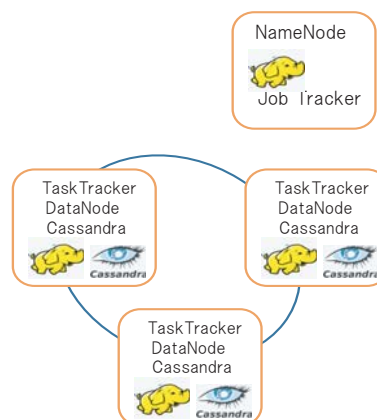 NameNode
Job Tracker
TaskTracker
DataNode
Cassandra
Cassandra
TaskTracker
DataNode
Cassandra
Cassandra
TaskTracker
DataNode
Cassandra
Cassandra